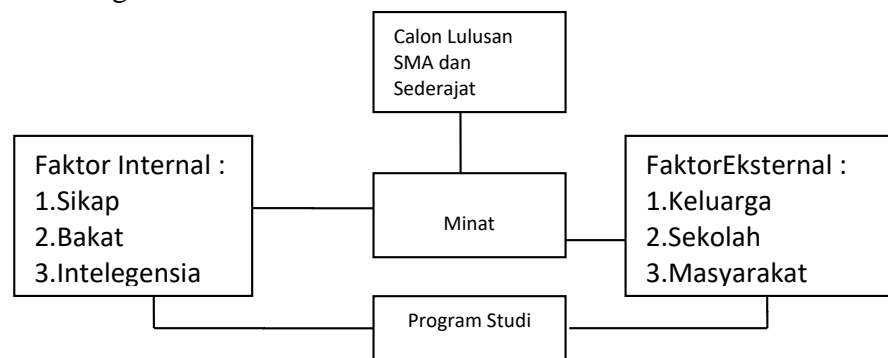 Calon Lulusan
SMA dan
Sederajat
Faktor Internal :
1.Sikap
2.Bakat
3.Intelegensia
Minat
FaktorEksternal :
1.Keluarga
2.Sekolah
3.Masyarakat
Program Studi